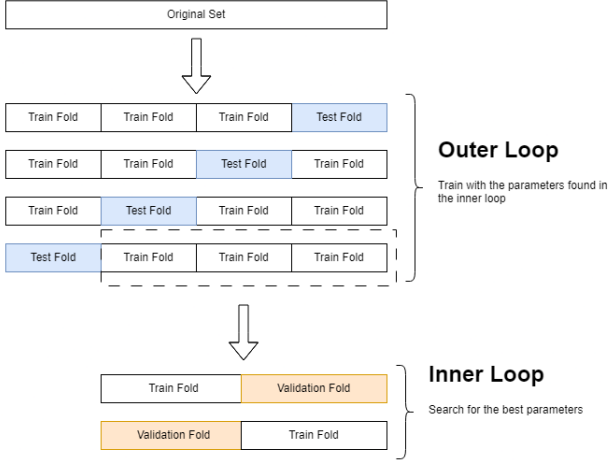 Original Set
Train Fold Train Fold Train Fold Test Fold
Train Fold Train Fold Test Fold Train Fold
Train Fold Test Fold Train Fold Train Fold
Test Fold Train Fold Train Fold Train Fold
Outer Loop
Train with the parameters found in
the inner loop
Train Fold Validation Fold
Validation Fold Train Fold
Inner Loop
Search for the best parameters